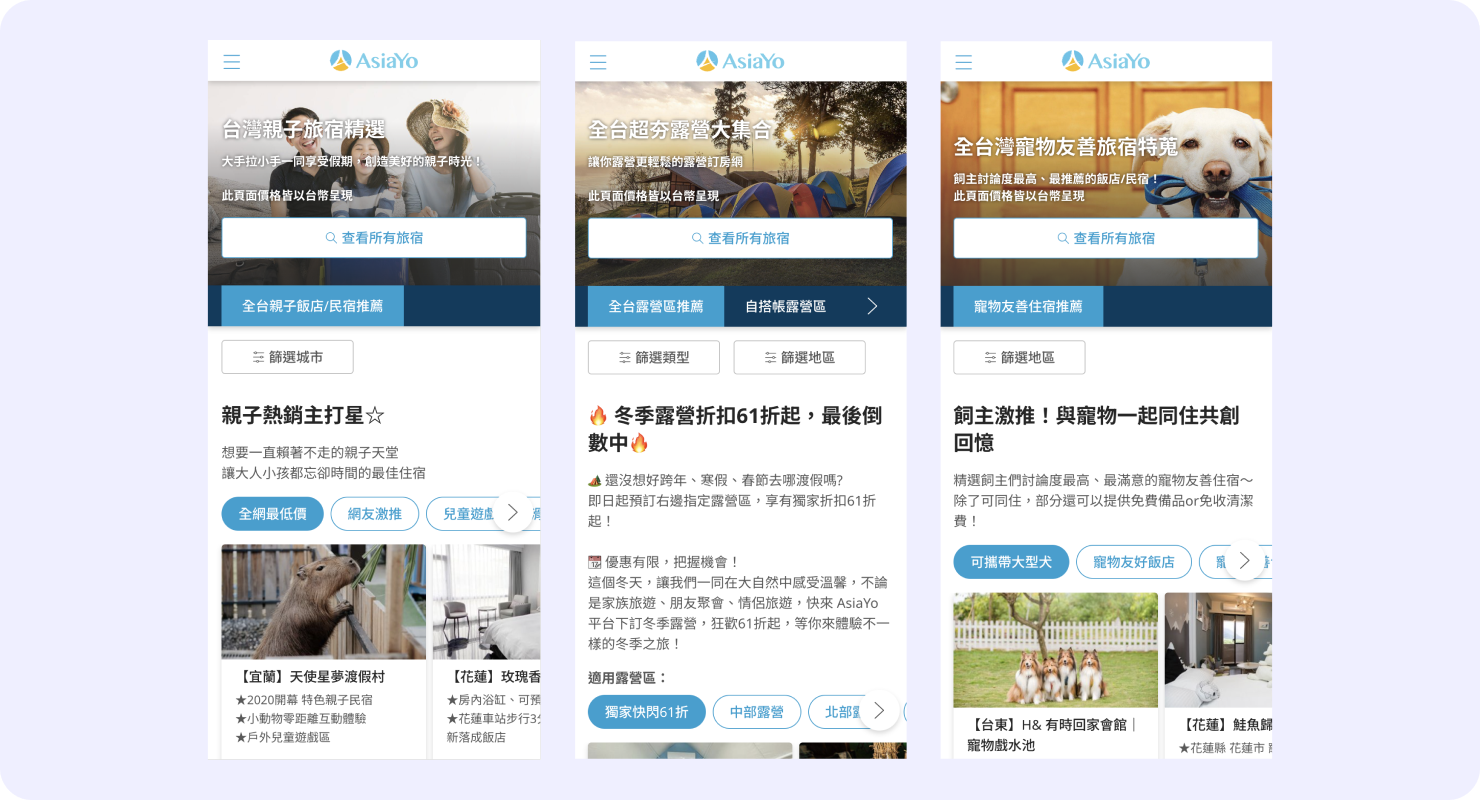 AsiaYo
台灣親子旅宿精選
大手拉小手一同享受假期，創造美好的親子時光！
此頁面價格皆以台幣呈現
查看所有旅宿
全台親子飯店/民宿推薦
篩選城市
親子熱銷主打星☆
想要一直賴著不走的親子天堂
讓大人小孩都忘卻時間的最佳住宿
全網最低價
網友激推
兒童遊戲
【宜蘭】天使星夢渡假村
★2020開幕 特色親子民宿
★小動物零距離互動體驗
★戶外兒童遊戲區
【花蓮】玫瑰香
★房內浴缸、可預
★花蓮車站步行3分
新落成飯店
AsiaYo
全台超夯露營大集合
讓你露營更輕鬆的露營訂房網
此頁面價格皆以台幣呈現
查看所有旅宿
全台露營區推薦
自搭帳露營區
篩選類型
篩選地區
🔥 冬季露營折扣61折起，最後倒
數中🔥
🏕️ 還沒想好跨年、寒假、春節去哪渡假嗎?
即日起預訂右邊指定露營區，享有獨家折扣61折
起！
📆 優惠有限，把握機會！
這個冬天，讓我們一同在大自然中感受溫馨，不論
是家族旅遊、朋友聚會、情侶旅遊，快來 AsiaYo
平台下訂冬季露營，狂歡61折起，等你來體驗不一
樣的冬季之旅！
適用露營區：
獨家快閃61折
中部露營
北部露
AsiaYo
全台灣寵物友善旅宿特蒐
飼主討論度最高、最推薦的飯店/民宿！
此頁面價格皆以台幣呈現
查看所有旅宿
寵物友善住宿推薦
篩選地區
飼主激推！與寵物一起同住共創
回憶
精選飼主們討論度最高、最滿意的寵物友善住宿～
除了可同住，部分還可以提供免費備品or免收清潔
費！
可攜帶大型犬
寵物友好飯店
【台東】H& 有時回家會館｜
寵物戲水池
【花蓮】鮭魚歸
★花蓮縣 花蓮市